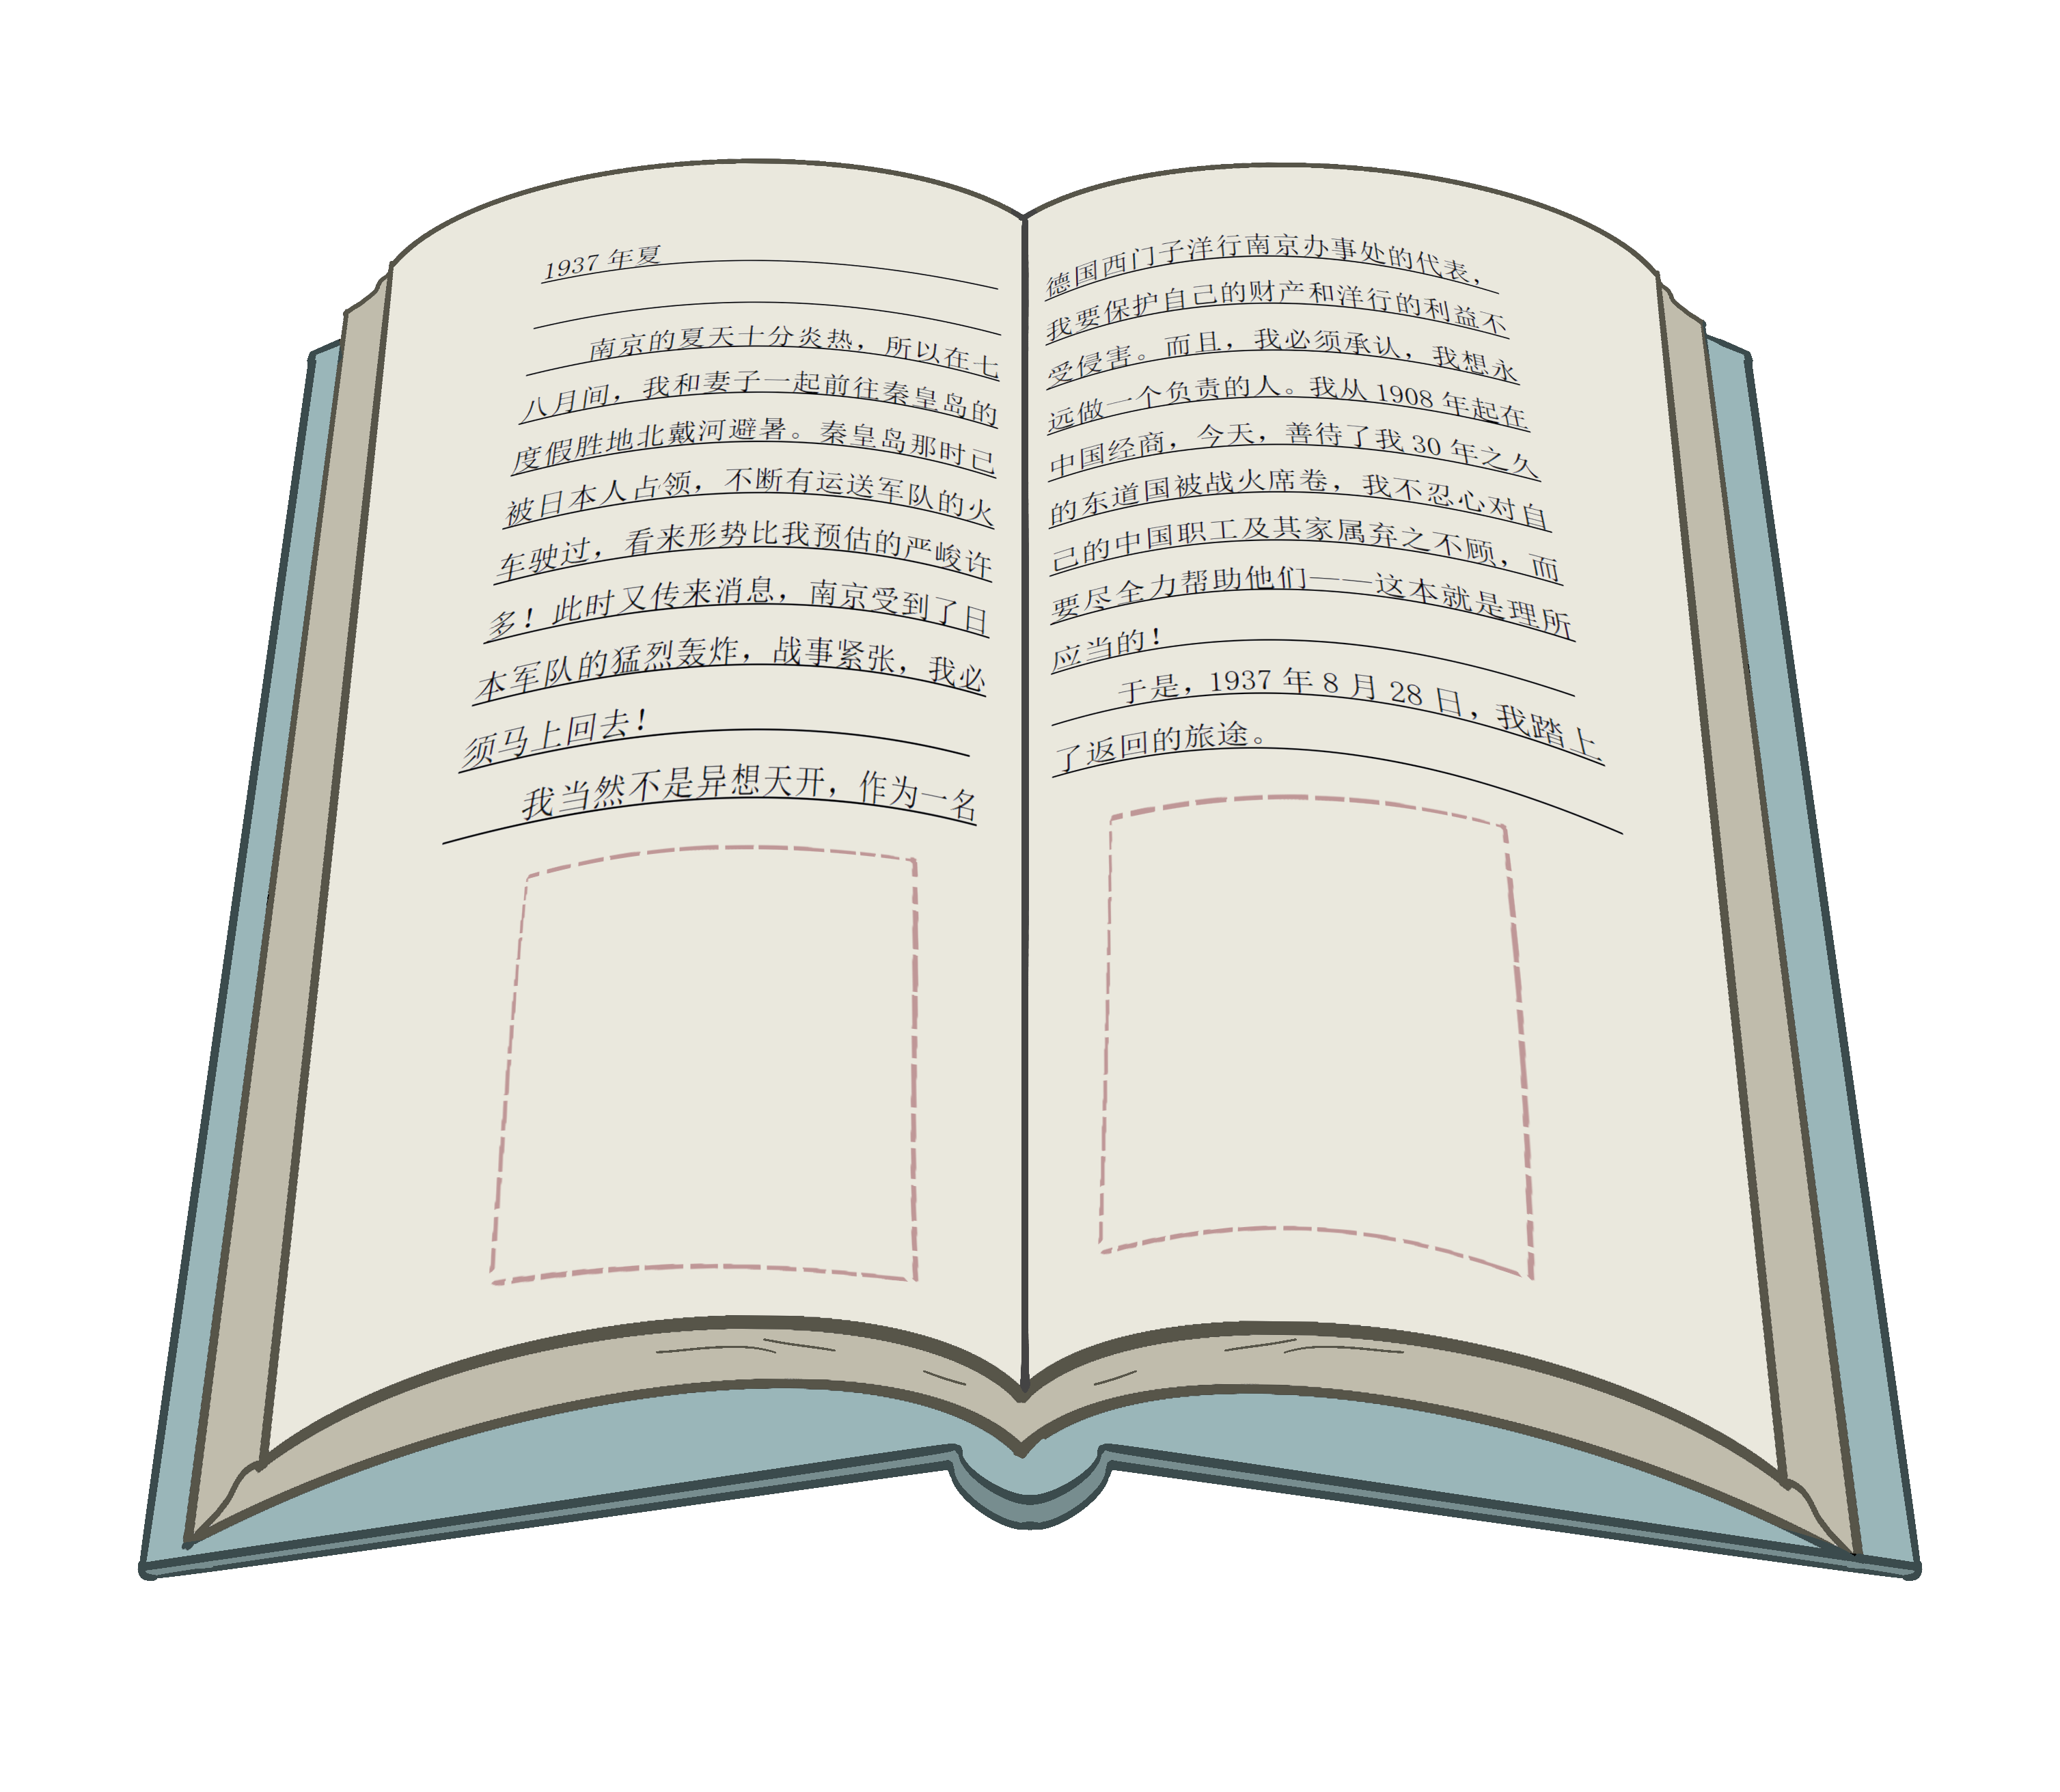 1937 年夏
南京的夏天十分炎热，所以在七
八月间，我和妻子一起前往秦皇岛的
度假胜地北戴河避暑。秦皇岛那时已
被日本人占领，不断有运送军队的火
车驶过，看来形势比我预估的严峻许
多！此时又传来消息，南京受到了日
本军队的猛烈轰炸，战事紧张，我必
须马上回去！
我当然不是异想天开，作为一名
德国西门子洋行南京办事处的代表，
我要保护自己的财产和洋行的利益不
受侵害。而且，我必须承认，我想永
远做一个负责的人。我从 1908 年起在
中国经商，今天，善待了我 30 年之久
的东道国被战火席卷，我不忍心对自
己的中国职工及其家属弃之不顾，而
要尽全力帮助他们——这本就是理所
应当的！
于是，1937 年 8 月 28 日，我踏上
了返回的旅途。